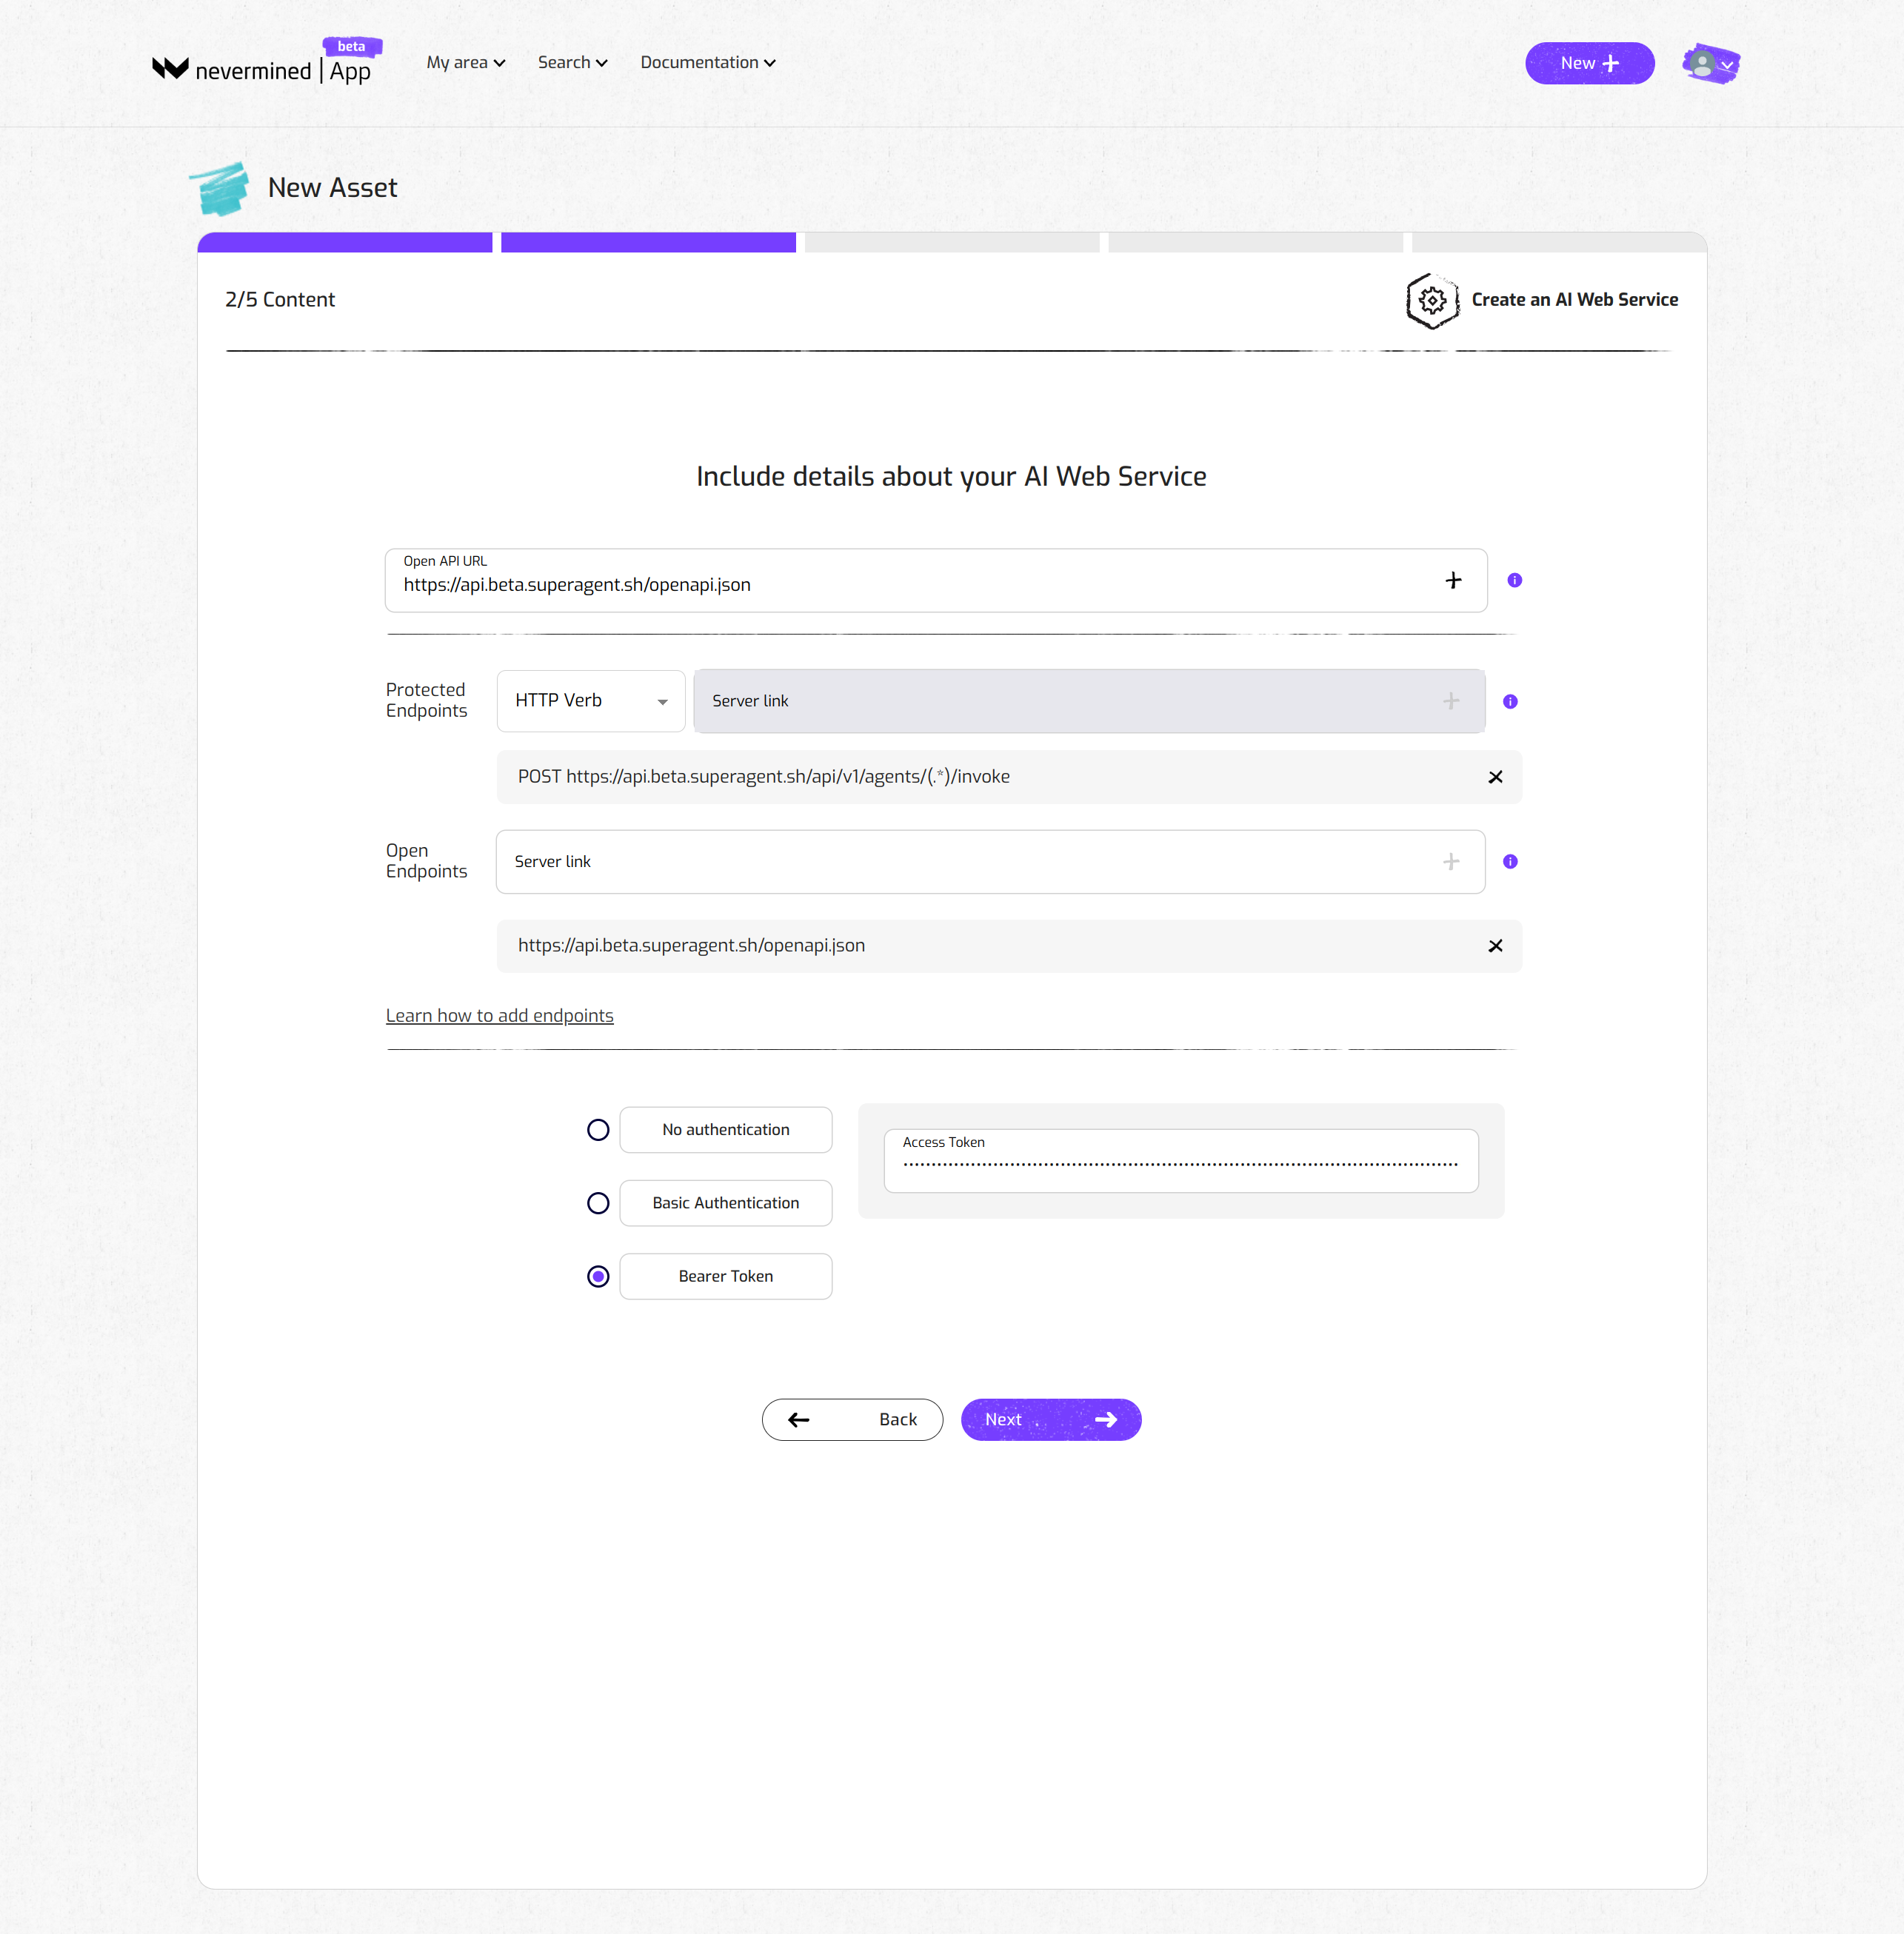 beta
nevermined | App
My area
Search
Documentation
New
New Asset
2/5 Content
Create an AI Web Service
Include details about your AI Web Service
Open API URL
https://api.beta.superagent.sh/openapi.json
Protected
Endpoints
HTTP Verb
Server link
POST https://api.beta.superagent.sh/api/v1/agents/(.*)/invoke
Open
Endpoints
Server link
https://api.beta.superagent.sh/openapi.json
Learn how to add endpoints
No authentication
Access Token
Basic Authentication
Bearer Token
Back
Next